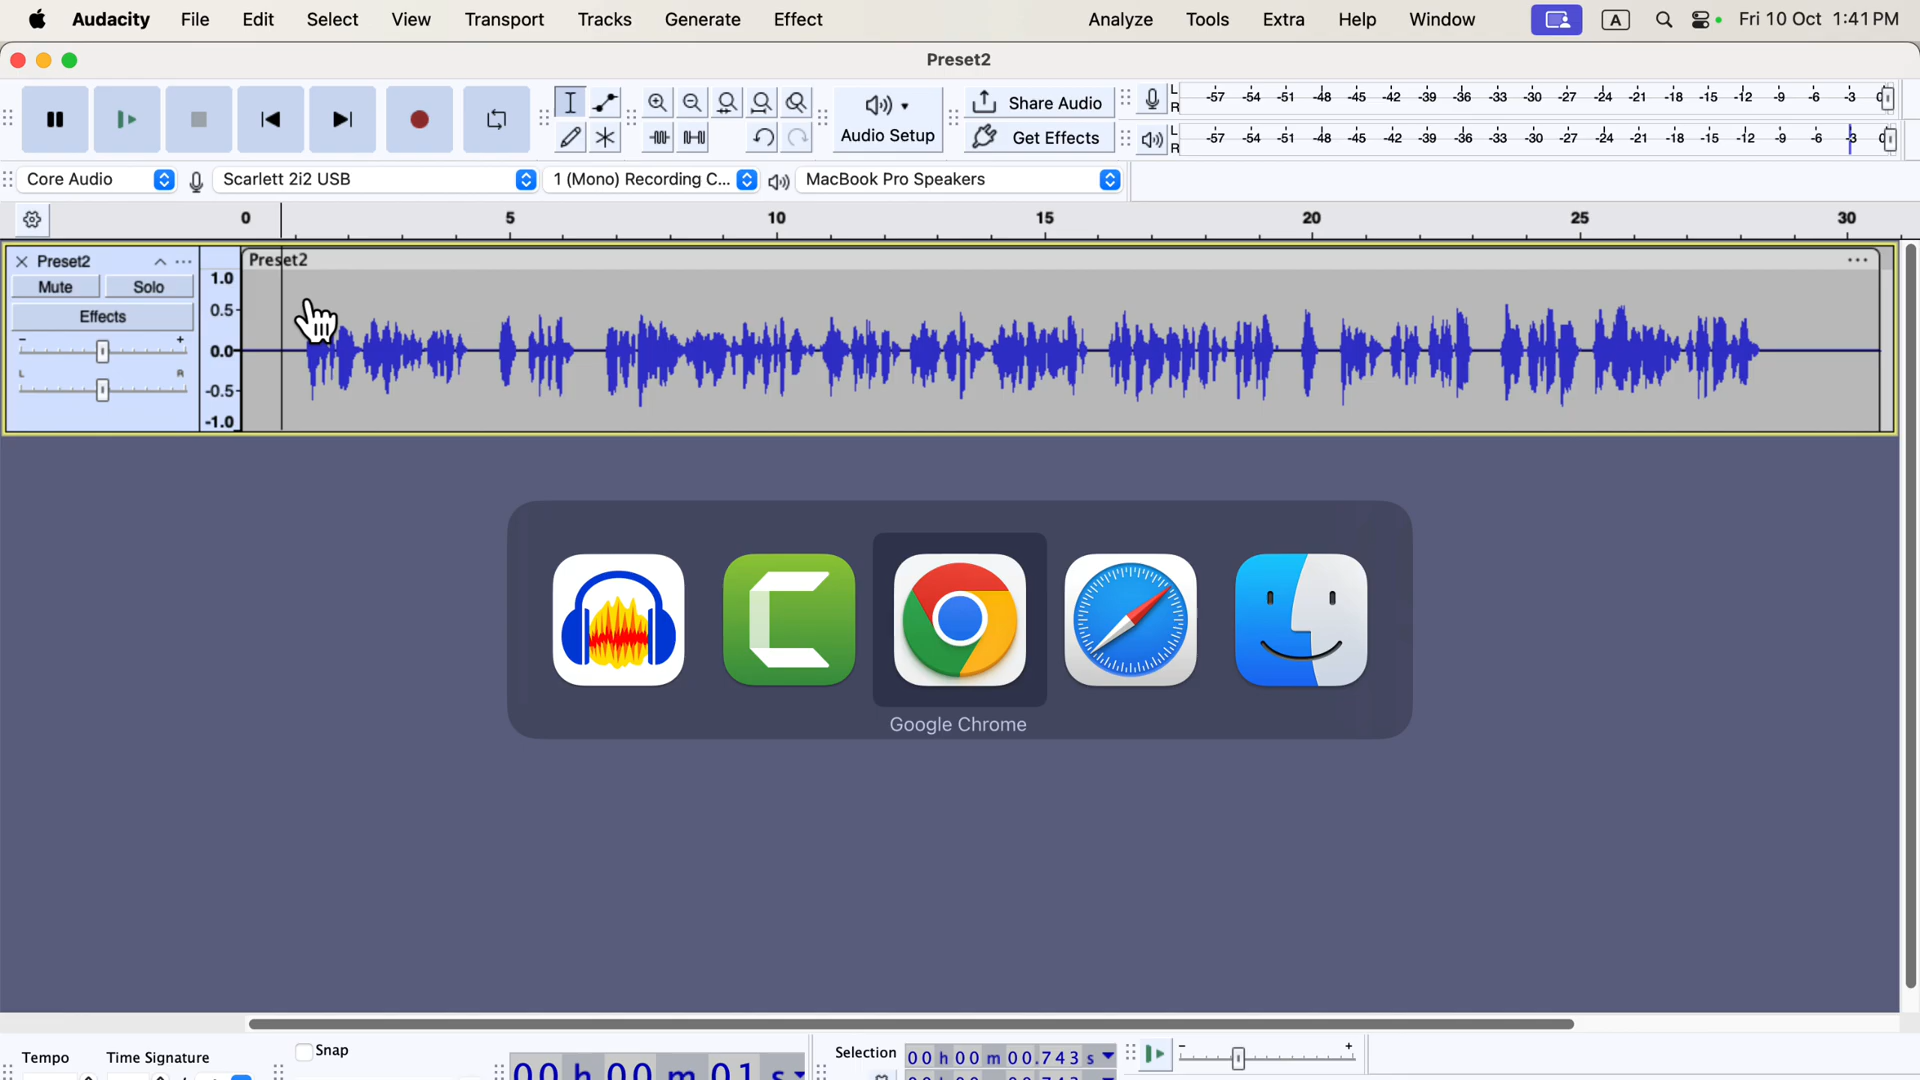 Audacity File Edit Select View Transport Tracks Generate Effect Analyze Tools Extra Help Window A Fri 10 Oct 1:41 PM
Preset2
Audio Setup
Share Audio
Get Effects
L R -57 -54 -51 -48 -45 -42 -39 -36 -33 -30 -27 -24 -21 -18 -15 -12 -9 -6 -3
L R -57 -54 -51 -48 -45 -42 -39 -36 -33 -30 -27 -24 -21 -18 -15 -12 -9 -6 -3
Core Audio Scarlett 2i2 USB 1 (Mono) Recording C... MacBook Pro Speakers
0 5 10 15 20 25 30
Preset2 ...
Mute Solo
Effects
- +
L R
1.0
0.5
0.0
-0.5
-1.0
Preset2 ...
Google Chrome
Tempo Time Signature Snap
00 h 00 m 01 s
Selection 00 h 00 m 00.743 s
- +